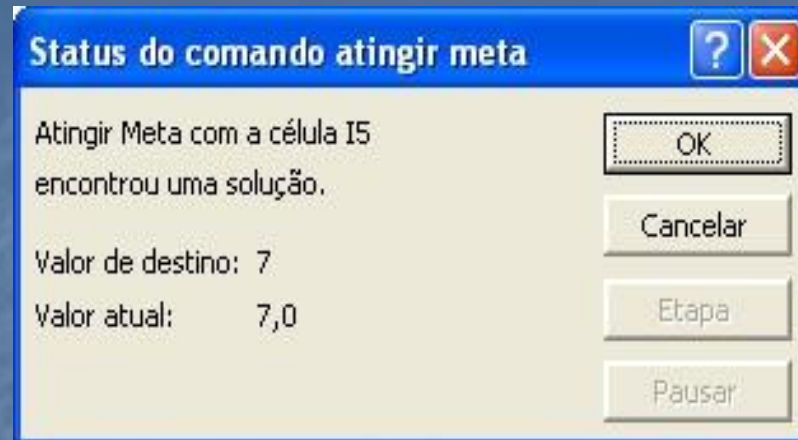 Status do comando atingir meta
Atingir Meta com a célula I5
encontrou uma solução.
Valor de destino: 7
Valor atual: 7,0
OK
Cancelar
Etapa
Pausar